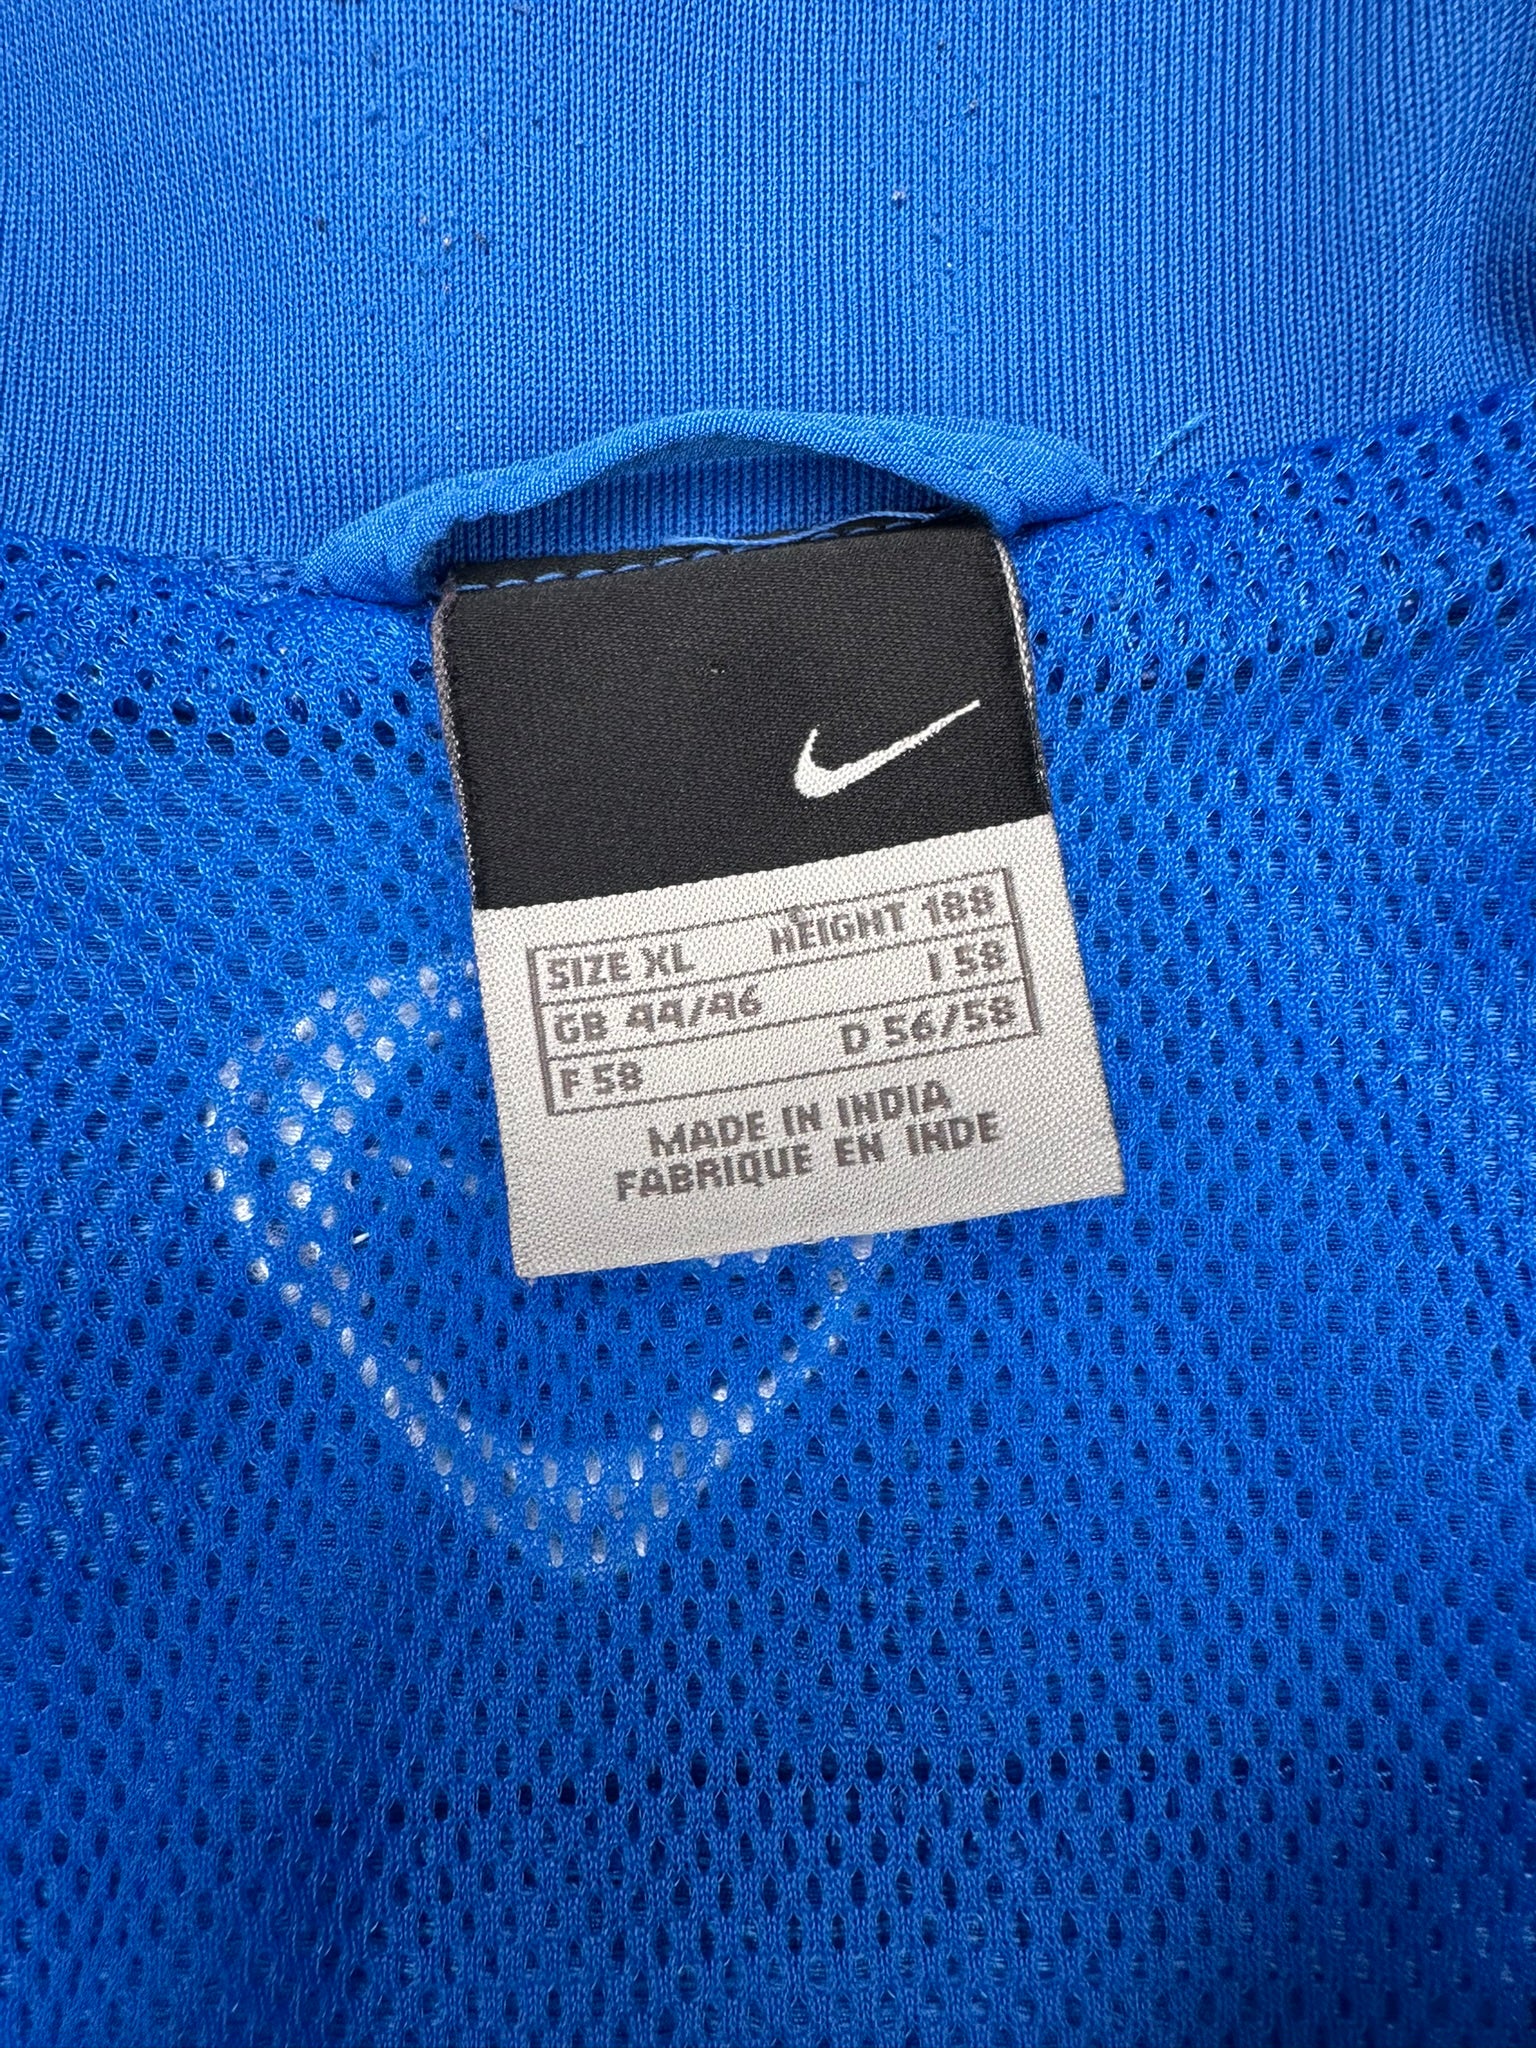 SIZE XL HEIGHT 188
GB 44/46 I 58
F 58 D 56/58
MADE IN INDIA
FABRIQUE EN INDE